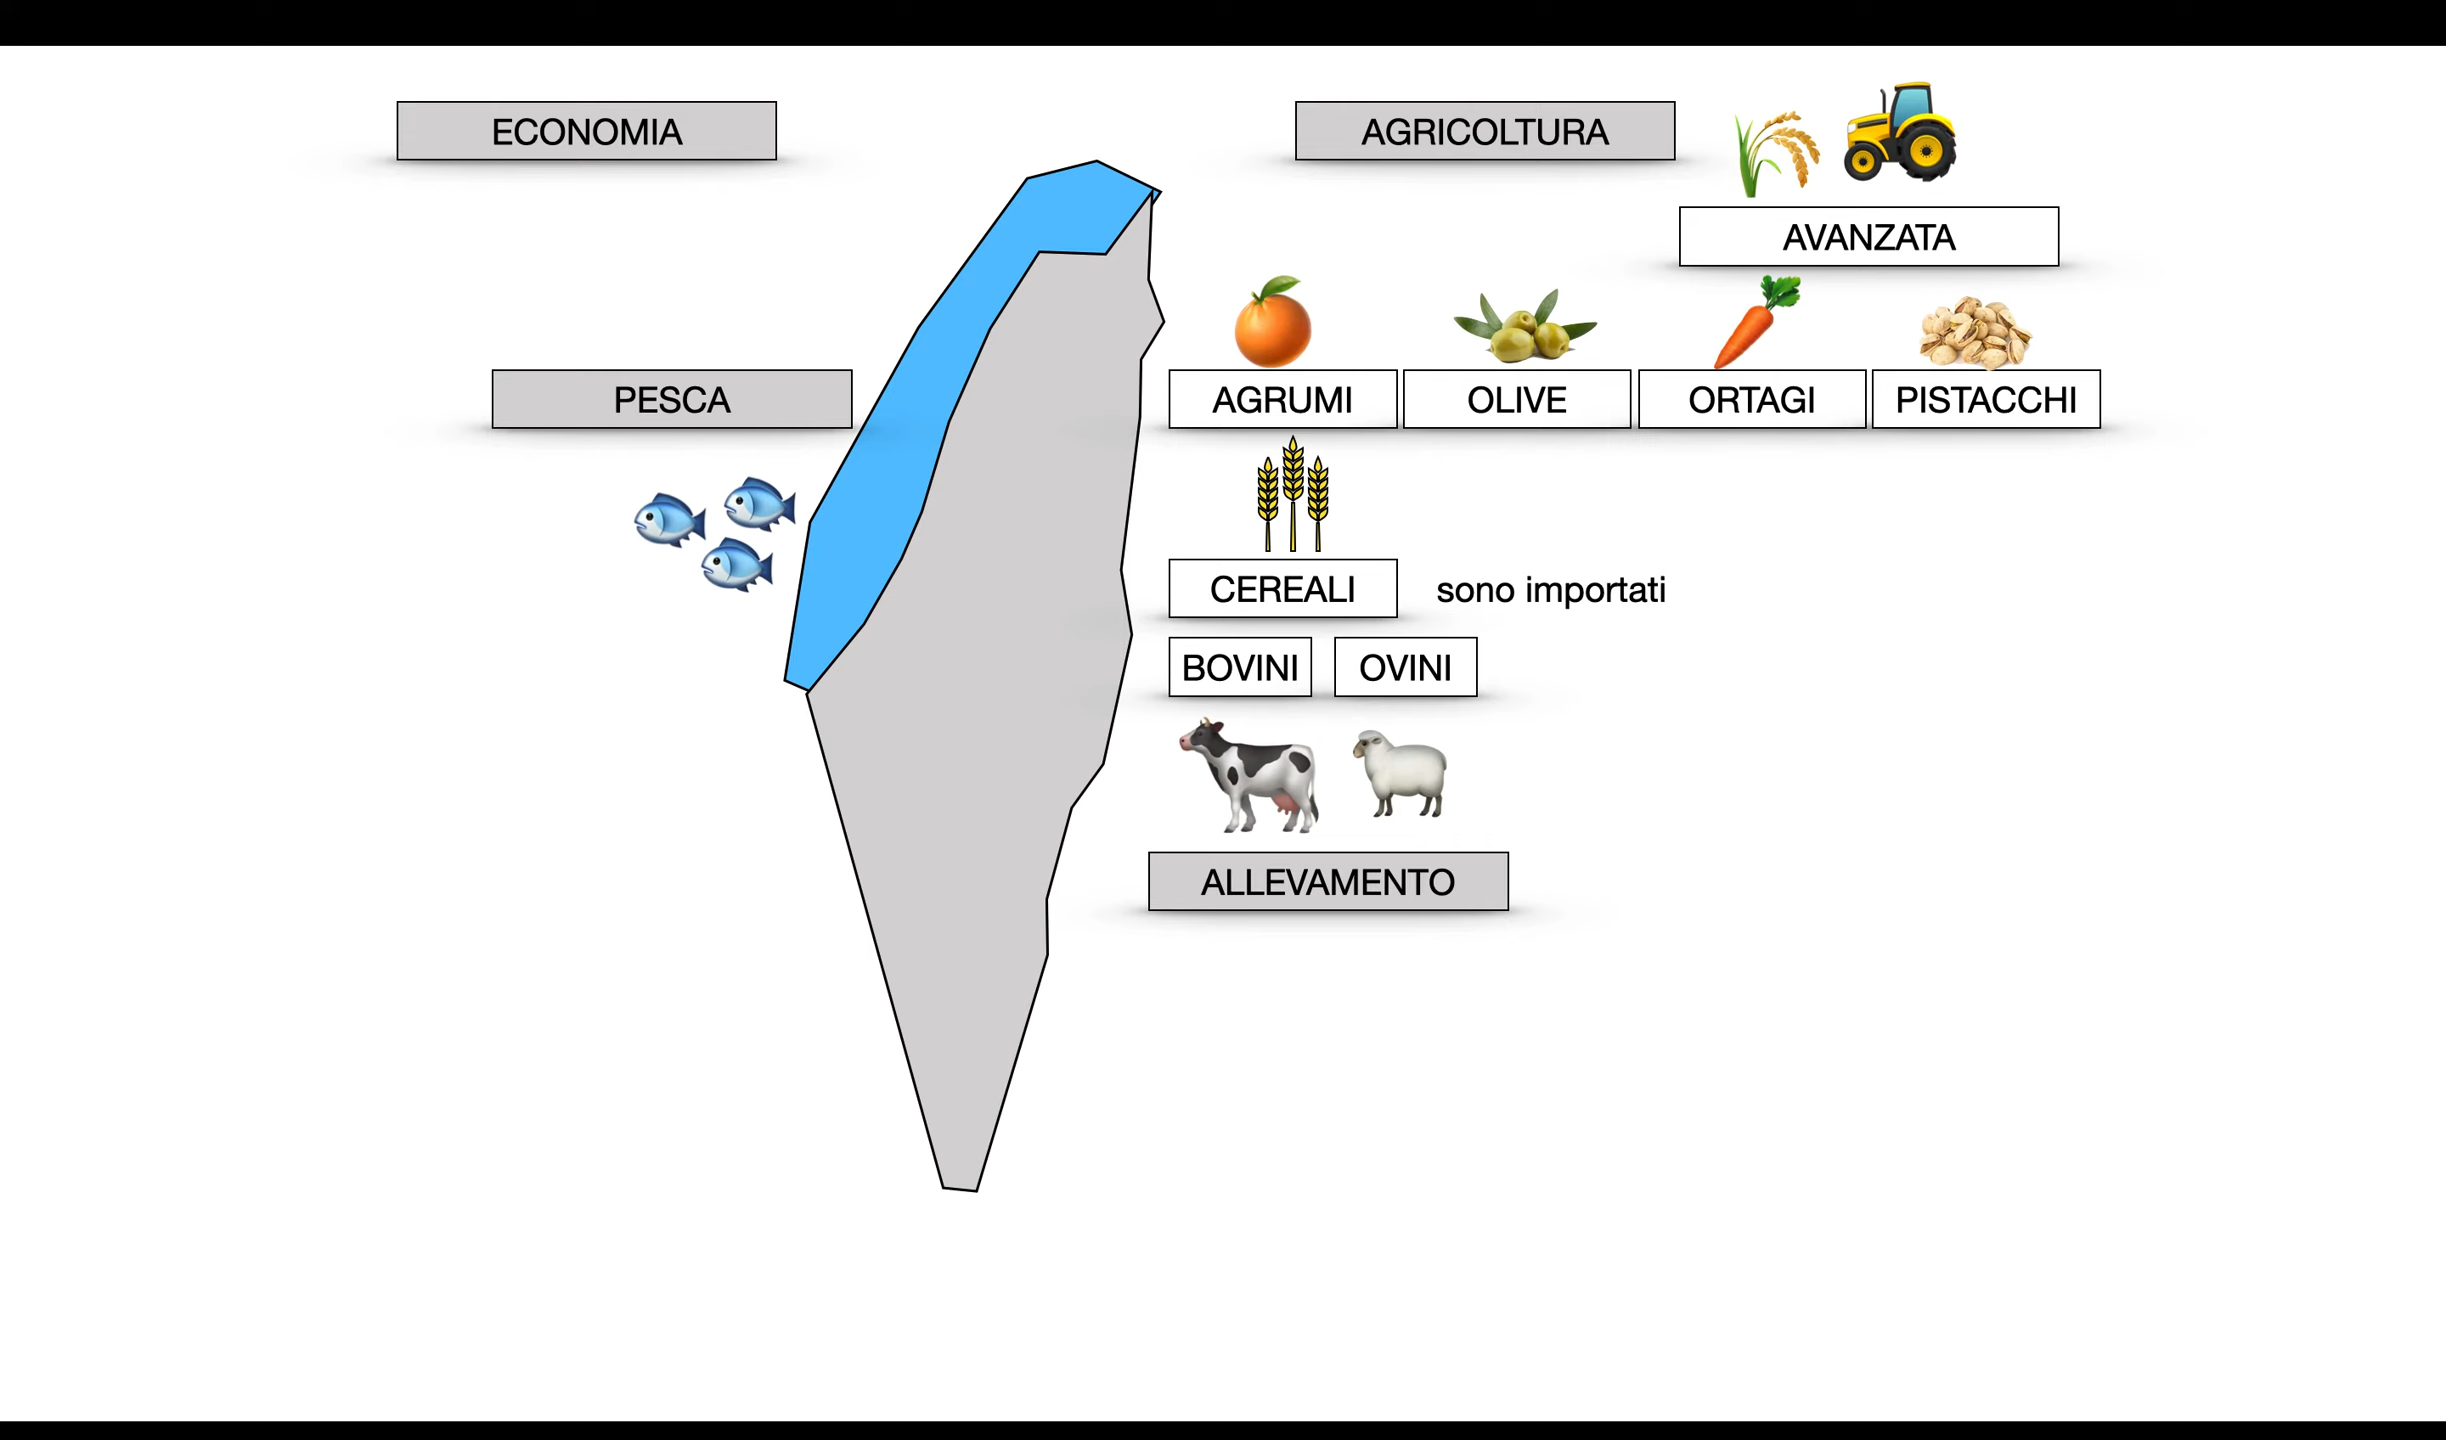 ECONOMIA
AGRICOLTURA
AVANZATA
PESCA
AGRUMI
OLIVE
ORTAGI
PISTACCHI
CEREALI
sono importati
BOVINI
OVINI
ALLEVAMENTO